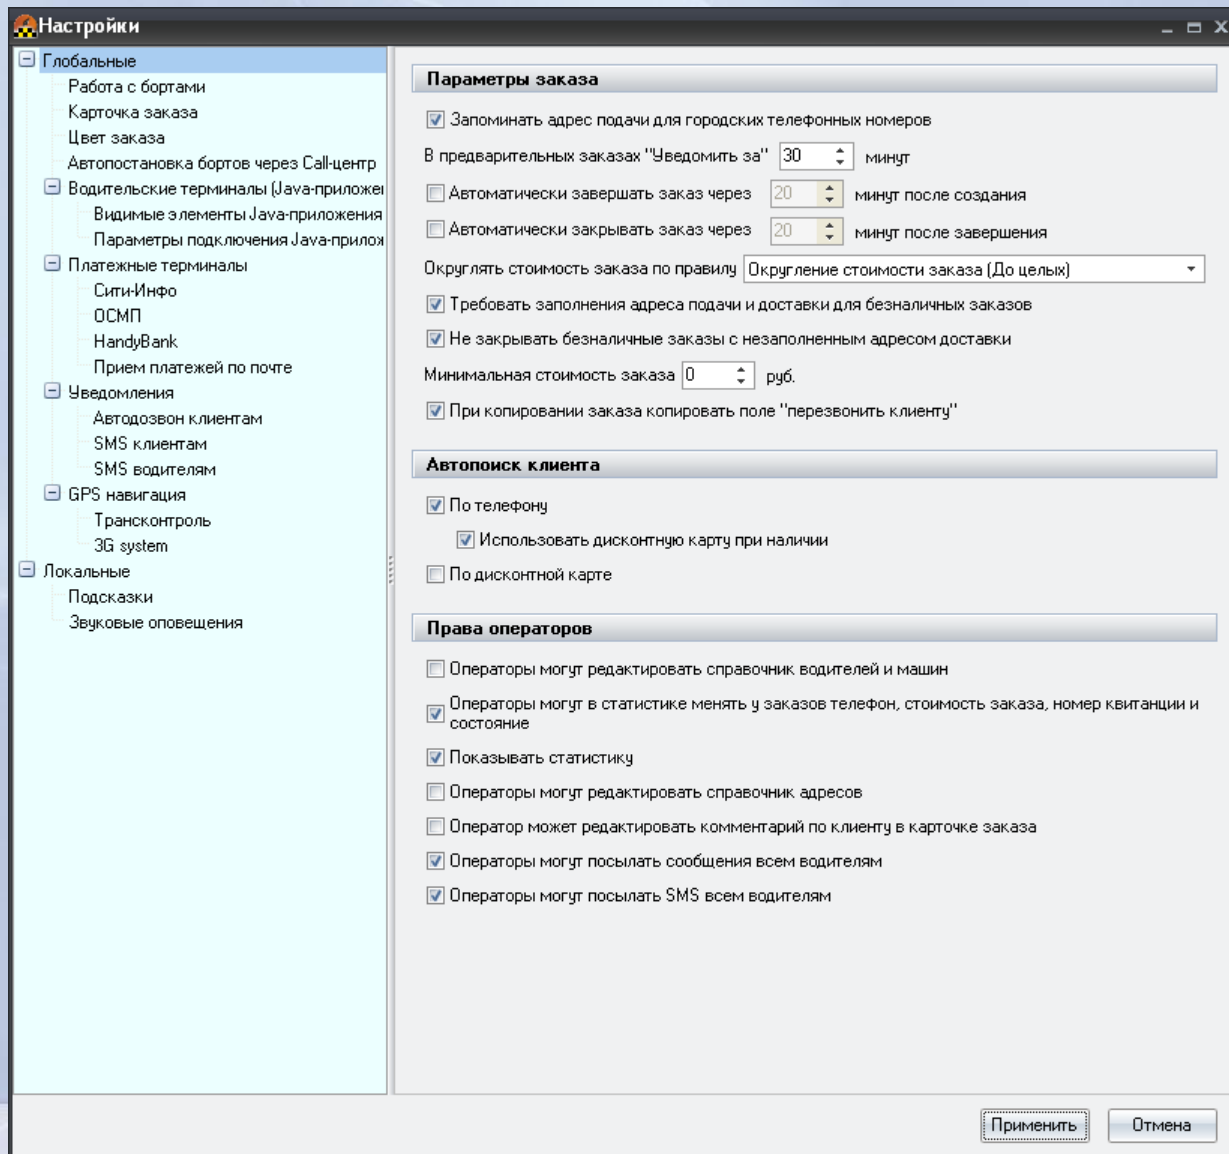 Настройки
Глобальные
Работа с бортами
Карточка заказа
Цвет заказа
Автопостановка бортов через Call-центр
Водительские терминалы (Java-приложе
Видимые элементы Java-приложения
Параметры подключения Java-прилож
Платежные терминалы
Сити-Инфо
ОСМП
HandyBank
Прием платежей по почте
Уведомления
Автодозвон клиентам
SMS клиентам
SMS водителям
GPS навигация
Трансконтроль
3G system
Локальные
Подсказки
Звуковые оповещения
Параметры заказа
Запоминать адрес подачи для городских телефонных номеров
В предварительных заказах "Уведомить за" 30 минут
Автоматически завершать заказ через 20 минут после создания
Автоматически закрывать заказ через 20 минут после завершения
Округлять стоимость заказа по правилу Округление стоимости заказа (До целых)
Требовать заполнения адреса подачи и доставки для безналичных заказов
Не закрывать безналичные заказы с незаполненным адресом доставки
Минимальная стоимость заказа 0 руб.
При копировании заказа копировать поле "перезвонить клиенту"
Автопоиск клиента
По телефону
Использовать дисконтную карту при наличии
По дисконтной карте
Права операторов
Операторы могут редактировать справочник водителей и машин
Операторы могут в статистике менять у заказов телефон, стоимость заказа, номер квитанции и
состояние
Показывать статистику
Операторы могут редактировать справочник адресов
Оператор может редактировать комментарий по клиенту в карточке заказа
Операторы могут посылать сообщения всем водителям
Операторы могут посылать SMS всем водителям
Применить Отмена